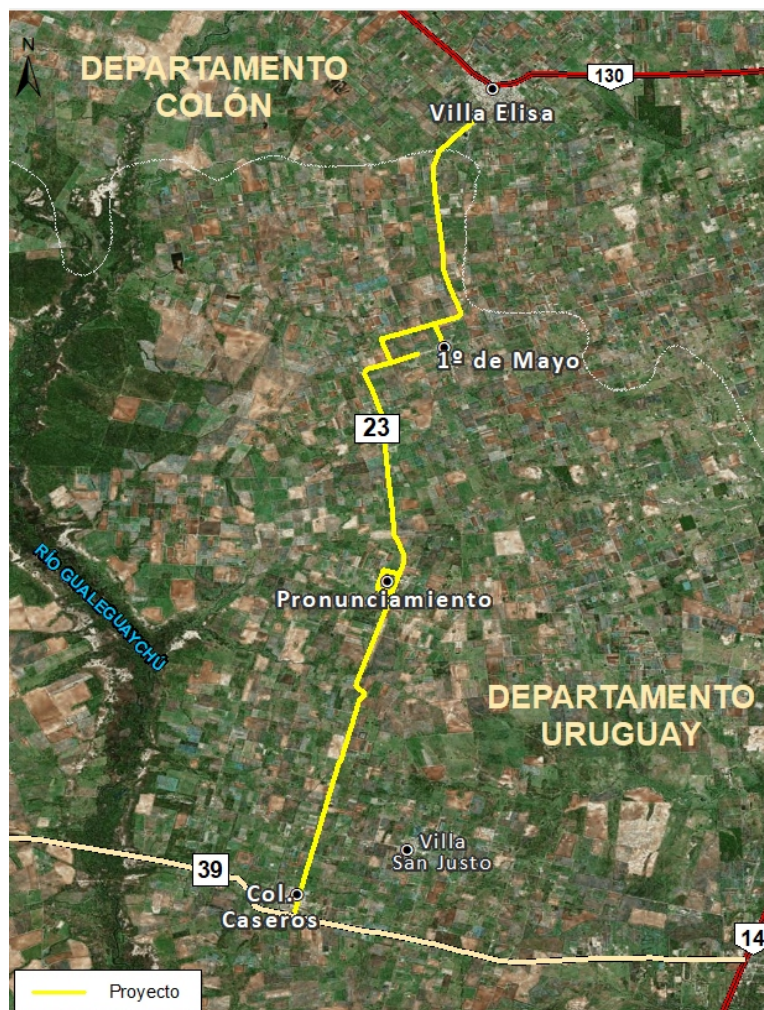 N
DEPARTAMENTO
COLÓN
130
Villa Elisa
1º de Mayo
23
RÍO GUALEGUAYCHÚ
Pronunciamiento
DEPARTAMENTO
URUGUAY
Villa
San Justo
39
Col.
Caseros
14
Proyecto